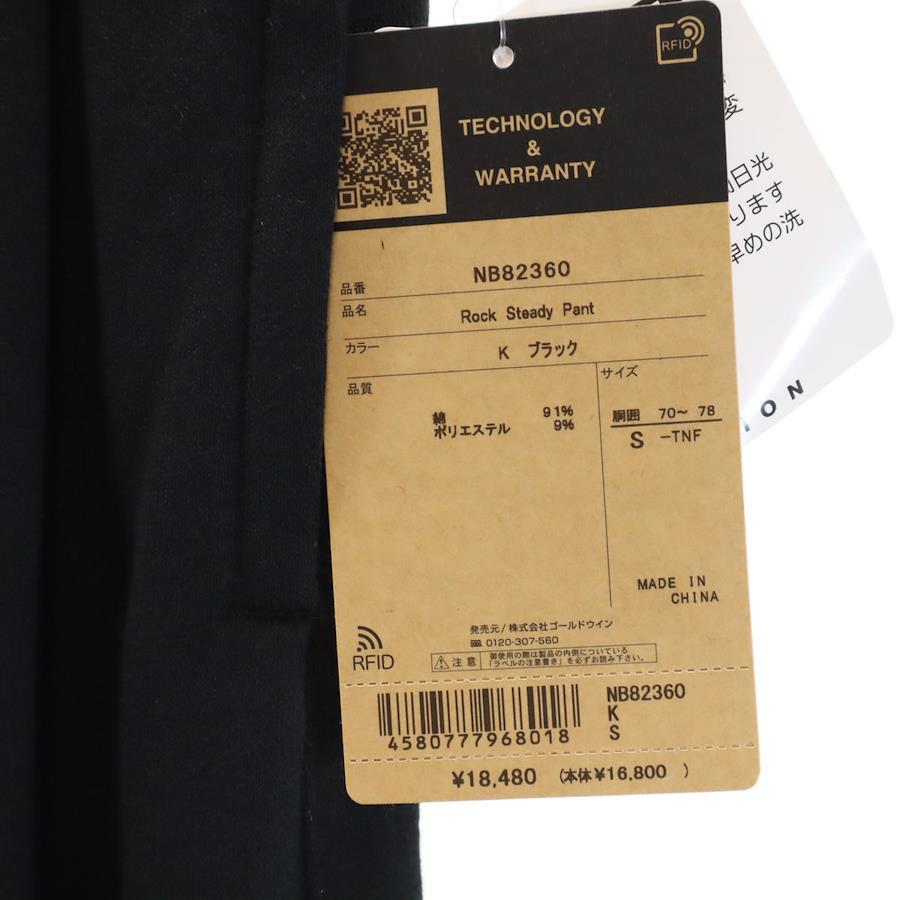 RFID
TECHNOLOGY
&
WARRANTY
品番 NB82360
品名 Rock Steady Pant
カラー K ブラック
品質
綿 91%
ポリエステル 9%
サイズ
胴囲 70～ 78
S -TNF
MADE IN
CHINA
RFID
発売元/株式会社ゴールドウイン
0120-307-560
注意 御使用の際は製品の内側についている
「ラベルの注意書き」を必ずお読み下さい。
4580777968018
NB82360
K
S
¥18,480 (本体¥16,800 )
変
日光
ります
早めの洗
ION